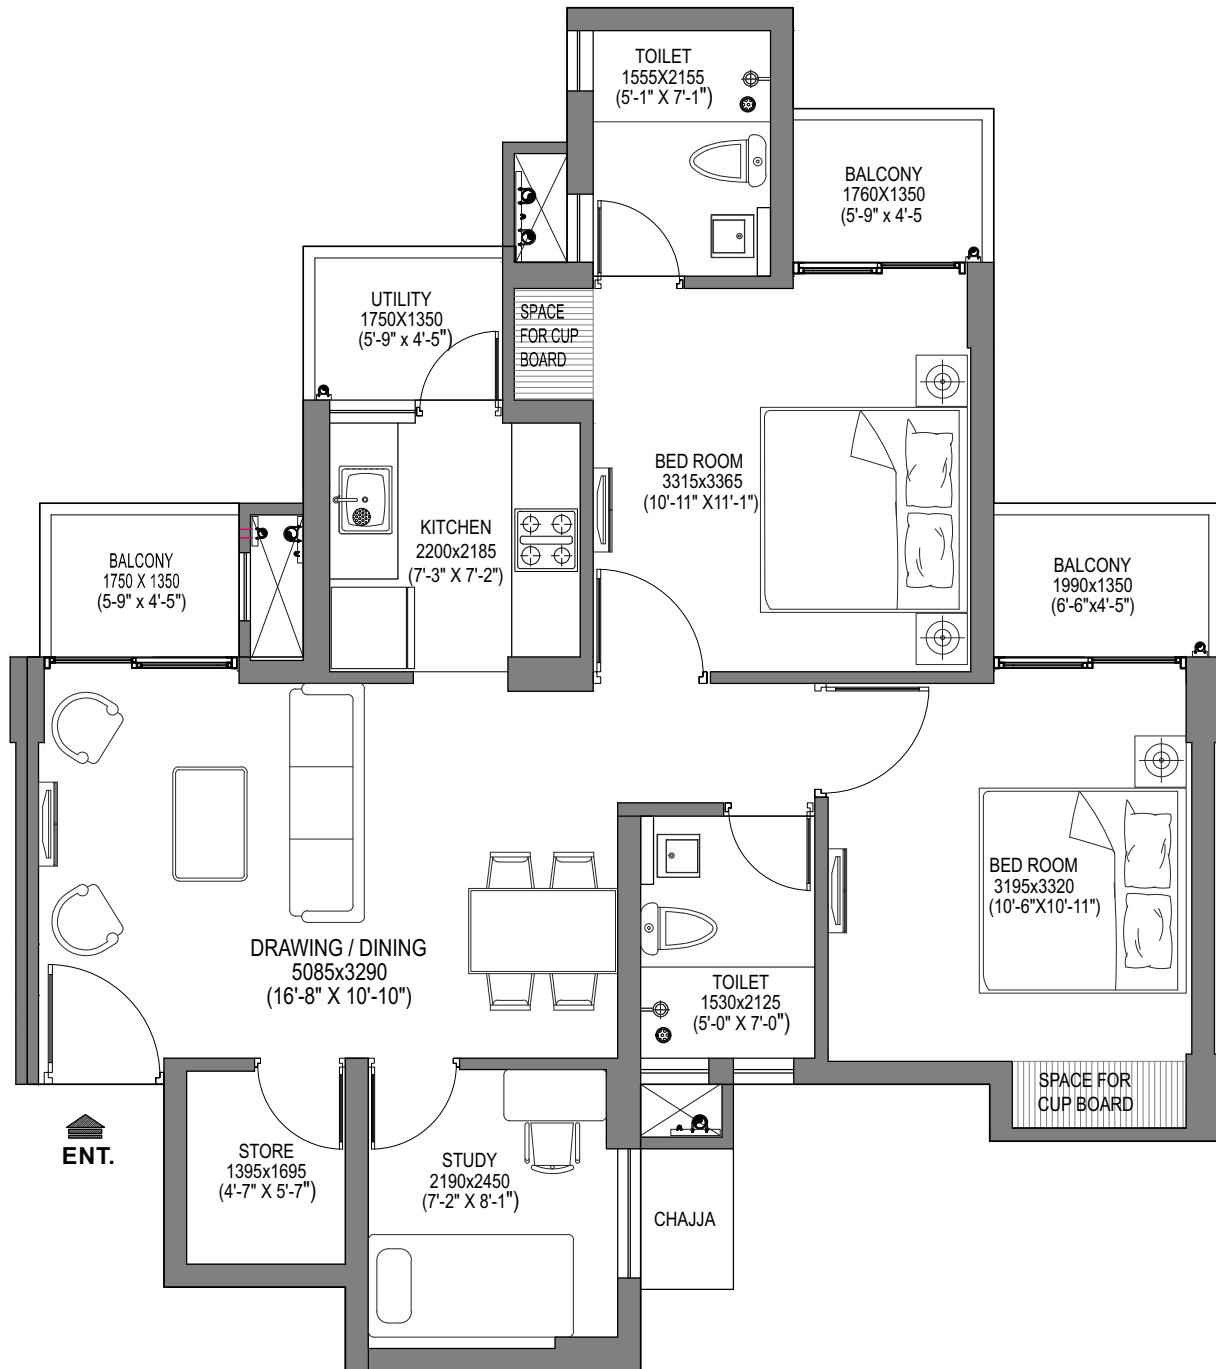 TOILET
1555X2155
(5'-1" X 7'-1")
BALCONY
1760X1350
(5'-9" x 4'-5
UTILITY
1750X1350
(5'-9" x 4'-5")
SPACE
FOR CUP
BOARD
BED ROOM
3315x3365
(10'-11" X11'-1")
KITCHEN
2200x2185
(7'-3" X 7'-2")
BALCONY
1750 X 1350
(5-9" x 4'-5")
BALCONY
1990x1350
(6'-6"x4'-5")
BED ROOM
3195x3320
(10'-6"X10'-11")
DRAWING / DINING
5085x3290
(16'-8" X 10'-10")
TOILET
1530x2125
(5'-0" X 7'-0")
SPACE FOR
CUP BOARD
ENT.
STORE
1395x1695
(4'-7" X 5'-7")
STUDY
2190x2450
(7'-2" X 8'-1")
CHAJJA